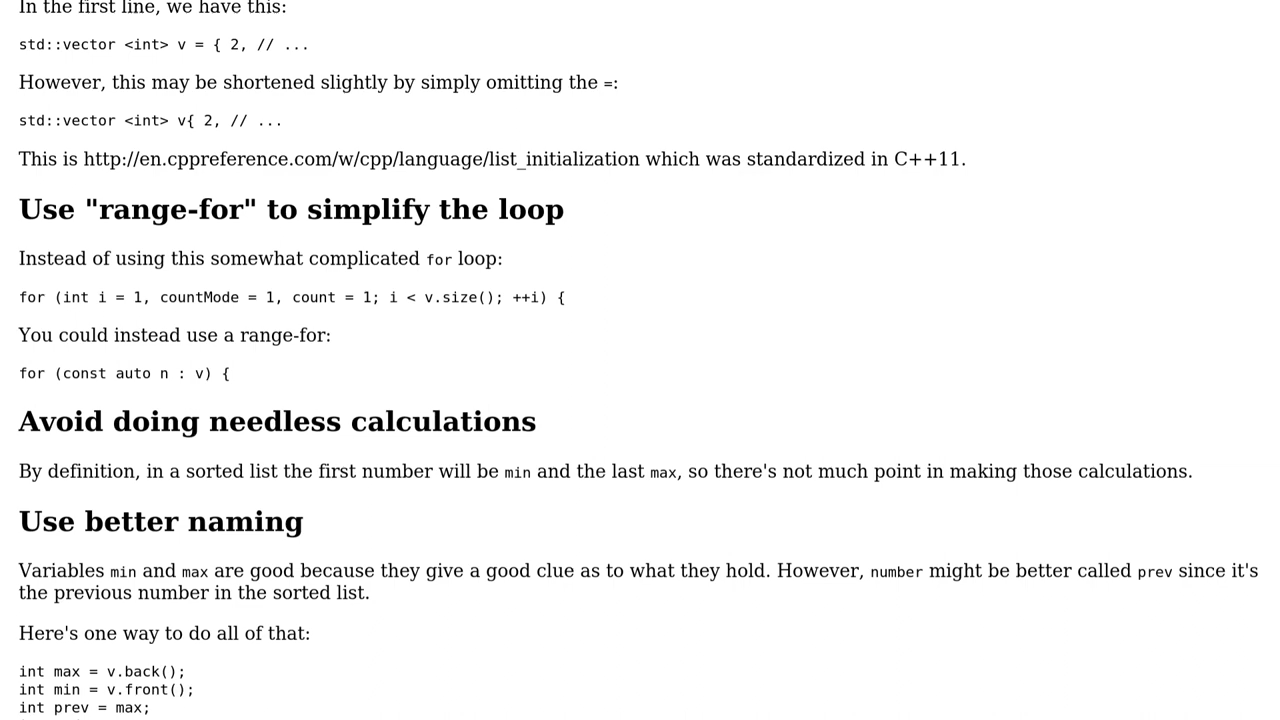 In the first line, we have this:
std::vector <int> v = { 2, // ...
However, this may be shortened slightly by simply omitting the =:
std::vector <int> v{ 2, // ...
This is http://en.cppreference.com/w/cpp/language/list_initialization which was standardized in C++11.
Use "range-for" to simplify the loop
Instead of using this somewhat complicated for loop:
for (int i = 1, countMode = 1, count = 1; i < v.size(); ++i) {
You could instead use a range-for:
for (const auto n : v) {
Avoid doing needless calculations
By definition, in a sorted list the first number will be min and the last max, so there's not much point in making those calculations.
Use better naming
Variables min and max are good because they give a good clue as to what they hold. However, number might be better called prev since it's
the previous number in the sorted list.
Here's one way to do all of that:
int max = v.back();
int min = v.front();
int prev = max;